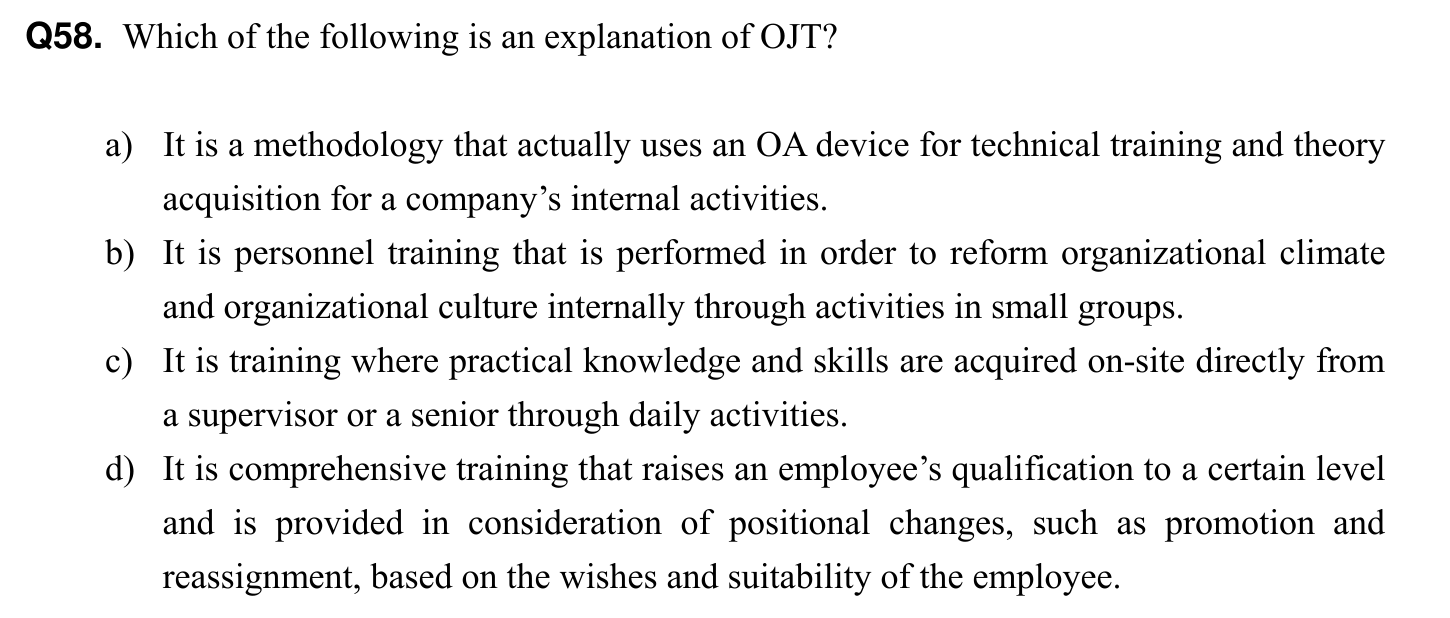 Q58. Which of the following is an explanation of OJT?
a) It is a methodology that actually uses an OA device for technical training and theory
acquisition for a company’s internal activities.
b) It is personnel training that is performed in order to reform organizational climate
and organizational culture internally through activities in small groups.
c) It is training where practical knowledge and skills are acquired on-site directly from
a supervisor or a senior through daily activities.
d) It is comprehensive training that raises an employee’s qualification to a certain level
and is provided in consideration of positional changes, such as promotion and
reassignment, based on the wishes and suitability of the employee.